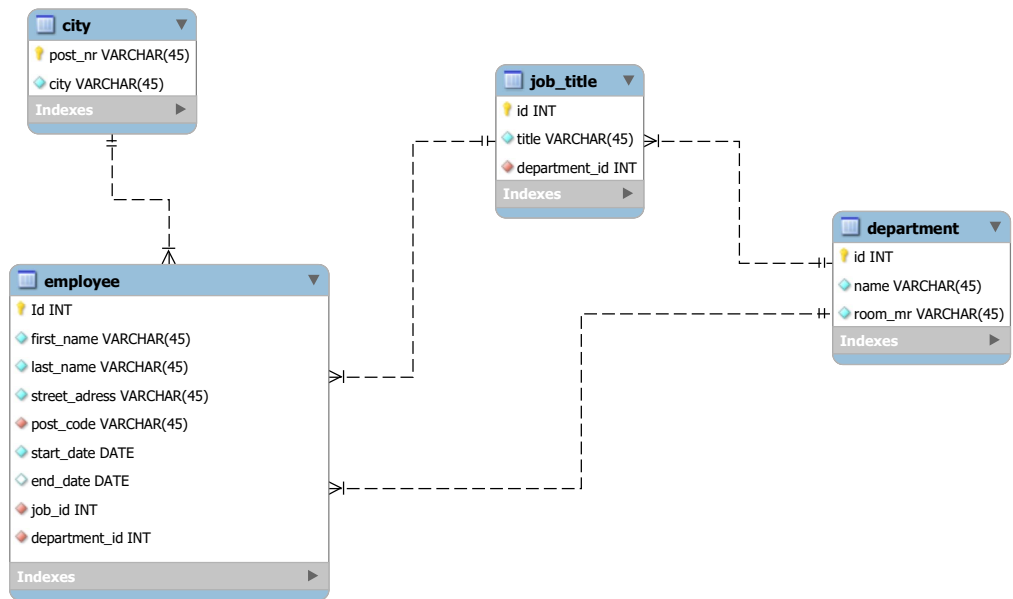 city
post_nr VARCHAR(45)
city VARCHAR(45)
Indexes
job_title
id INT
title VARCHAR(45)
department_id INT
Indexes
department
id INT
name VARCHAR(45)
room_mr VARCHAR(45)
Indexes
employee
Id INT
first_name VARCHAR(45)
last_name VARCHAR(45)
street_adress VARCHAR(45)
post_code VARCHAR(45)
start_date DATE
end_date DATE
job_id INT
department_id INT
Indexes